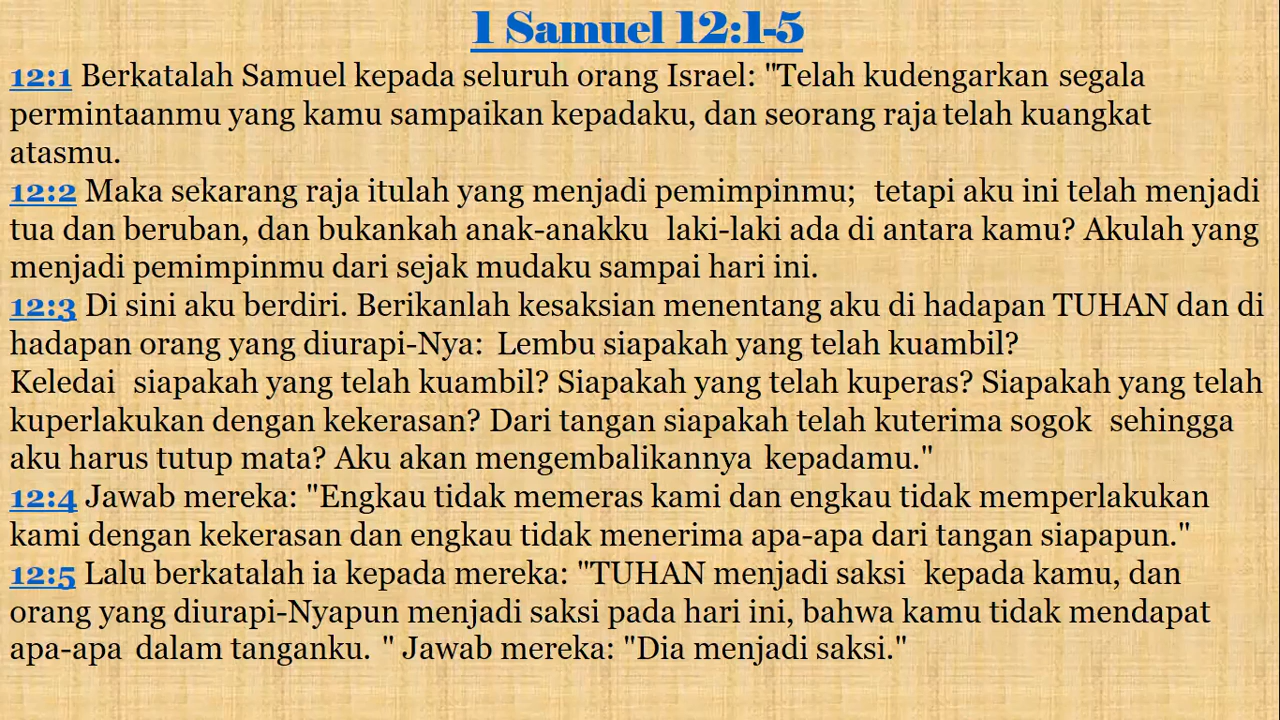 1 Samuel 12:1-5
12:1 Berkatalah Samuel kepada seluruh orang Israel: "Telah kudengarkan segala
permintaanmu yang kamu sampaikan kepadaku, dan seorang raja telah kuangkat
atasmu.
12:2 Maka sekarang raja itulah yang menjadi pemimpinmu; tetapi aku ini telah menjadi
tua dan beruban, dan bukankah anak-anakku laki-laki ada di antara kamu? Akulah yang
menjadi pemimpinmu dari sejak mudaku sampai hari ini.
12:3 Di sini aku berdiri. Berikanlah kesaksian menentang aku di hadapan TUHAN dan di
hadapan orang yang diurapi-Nya: Lembu siapakah yang telah kuambil?
Keledai siapakah yang telah kuambil? Siapakah yang telah kuperas? Siapakah yang telah
kuperlakukan dengan kekerasan? Dari tangan siapakah telah kuterima sogok sehingga
aku harus tutup mata? Aku akan mengembalikannya kepadamu."
12:4 Jawab mereka: "Engkau tidak memeras kami dan engkau tidak memperlakukan
kami dengan kekerasan dan engkau tidak menerima apa-apa dari tangan siapapun."
12:5 Lalu berkatalah ia kepada mereka: "TUHAN menjadi saksi kepada kamu, dan
orang yang diurapi-Nyapun menjadi saksi pada hari ini, bahwa kamu tidak mendapat
apa-apa dalam tanganku. " Jawab mereka: "Dia menjadi saksi."